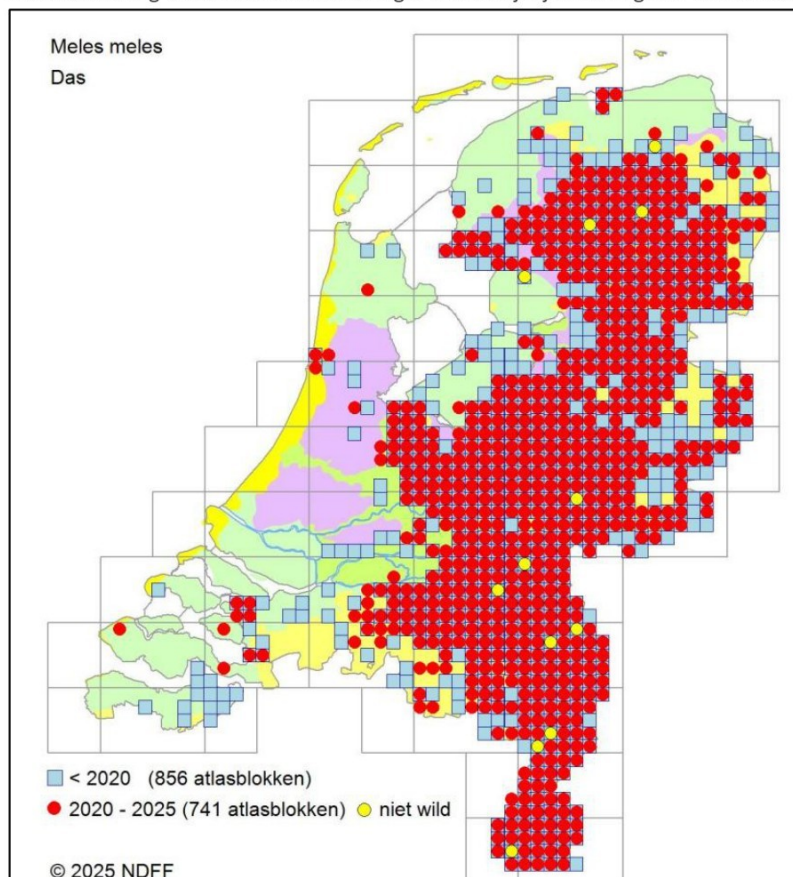 Meles meles
Das
< 2020 (856 atlasblokken)
2020 - 2025 (741 atlasblokken) niet wild
© 2025 NDFF